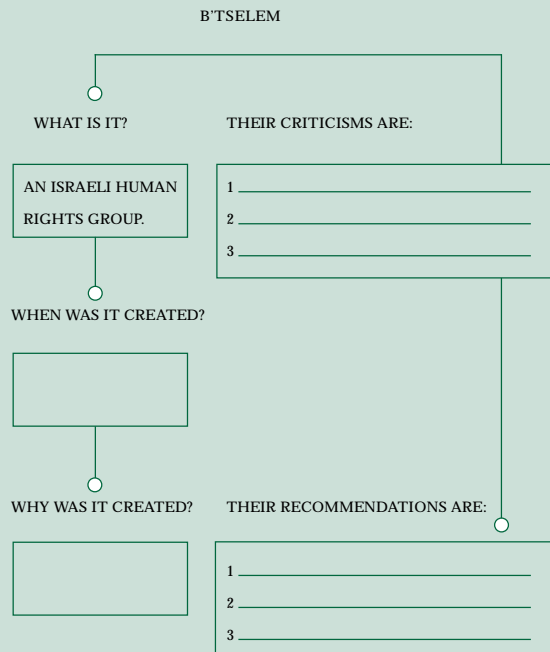 B'TSELEM
WHAT IS IT?
AN ISRAELI HUMAN
RIGHTS GROUP.
WHEN WAS IT CREATED?
WHY WAS IT CREATED?
THEIR CRITICISMS ARE:
1
2
3
THEIR RECOMMENDATIONS ARE:
1
2
3